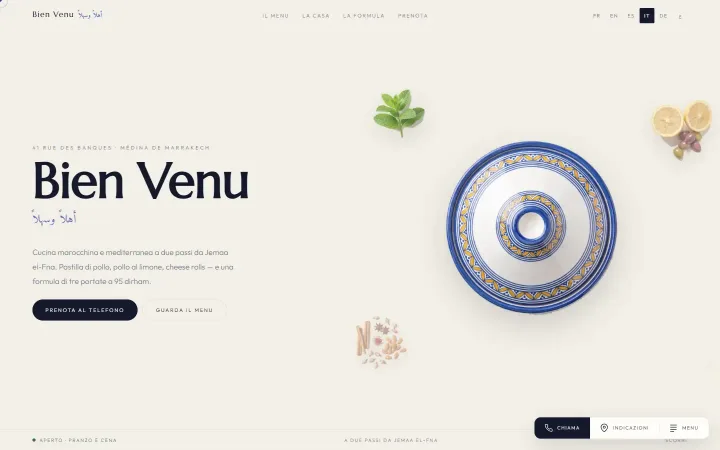 Bien Venu أهلاً وسهلاً
IL MENU LA CASA LA FORMULA PRENOTA
FR EN ES IT DE ع
41 RUE DES BANQUES · MÉDINA DE MARRAKECH
Bien Venu
أهلاً وسهلاً
Cucina marocchina e mediterranea a due passi da Jemaa
el-Fna. Pastilla di pollo, pollo al limone, cheese rolls — e una
formula di tre portate a 95 dirham.
PRENOTA AL TELEFONO GUARDA IL MENU
APERTO · PRANZO E CENA
A DUE PASSI DA JEMAA EL-FNA
CHIAMA INDICAZIONI MENU